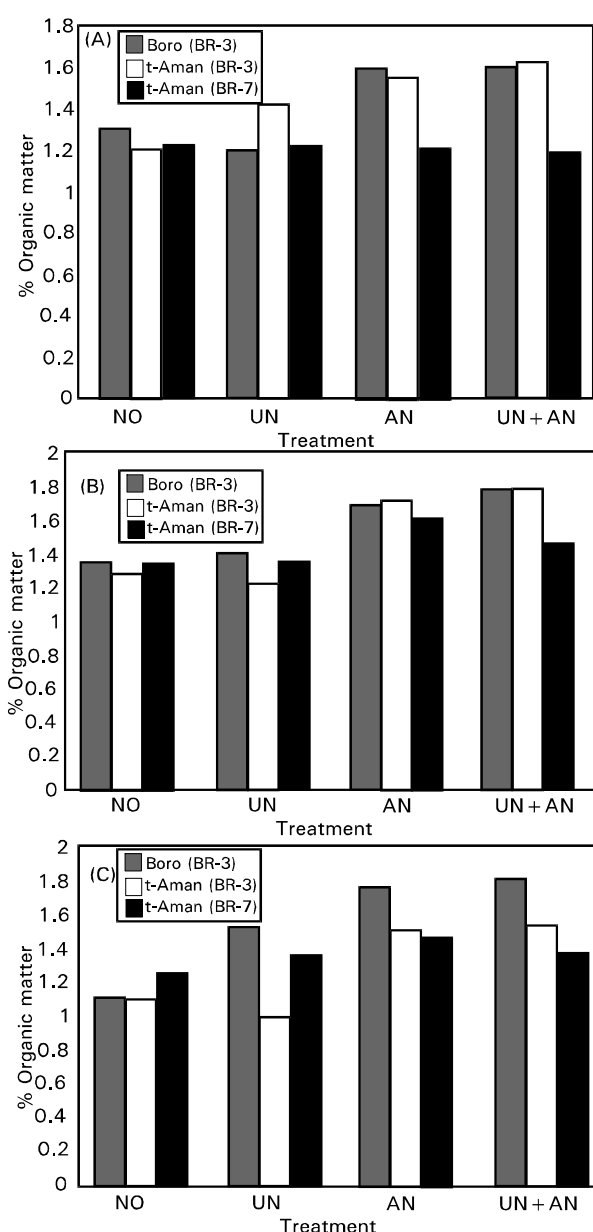 1.8
(A)
Boro (BR-3)
t-Aman (BR-3)
t-Aman (BR-7)
1.6
1.4
1.2
1
0.8
0.6
0.4
0.2
0
% Organic matter
NO UN AN UN + AN
Treatment
2
(B)
Boro (BR-3)
t-Aman (BR-3)
t-Aman (BR-7)
1.8
1.6
1.4
1.2
1
0.8
0.6
0.4
0.2
0
% Organic matter
NO UN AN UN + AN
Treatment
2
(C)
Boro (BR-3)
t-Aman (BR-3)
t-Aman (BR-7)
1.8
1.6
1.4
1.2
1
0.8
0.6
0.4
0.2
0
% Organic matter
NO UN AN UN + AN
Treatment